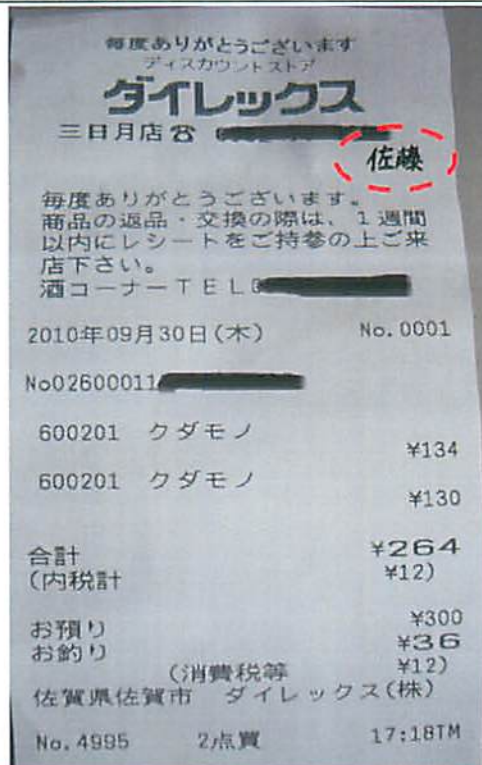 毎度ありがとうございます
ディスカウントストア
ダイレックス
三日月店☎
佐藤
毎度ありがとうございます。
商品の返品・交換の際は、1週間
以内にレシートをご持参の上ご来
店下さい。
酒コーナーTEL
2010年09月30日(木) No.0001
No02600011
600201 クダモノ
¥134
600201 クダモノ
¥130
合計 ¥264
(内税計 ¥12)
お預り ¥300
お釣り ¥36
(消費税等 ¥12)
佐賀県佐賀市 ダイレックス(株)
No.4995 2点買 17:18TM